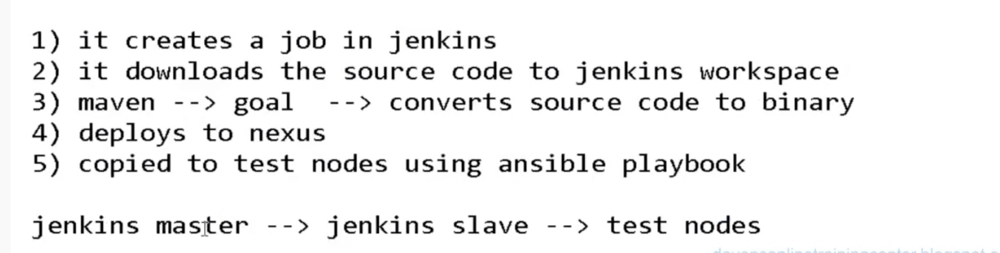 1) it creates a job in jenkins
2) it downloads the source code to jenkins workspace
3) maven --> goal  --> converts source code to binary
4) deploys to nexus
5) copied to test nodes using ansible playbook
jenkins master --> jenkins slave --> test nodes